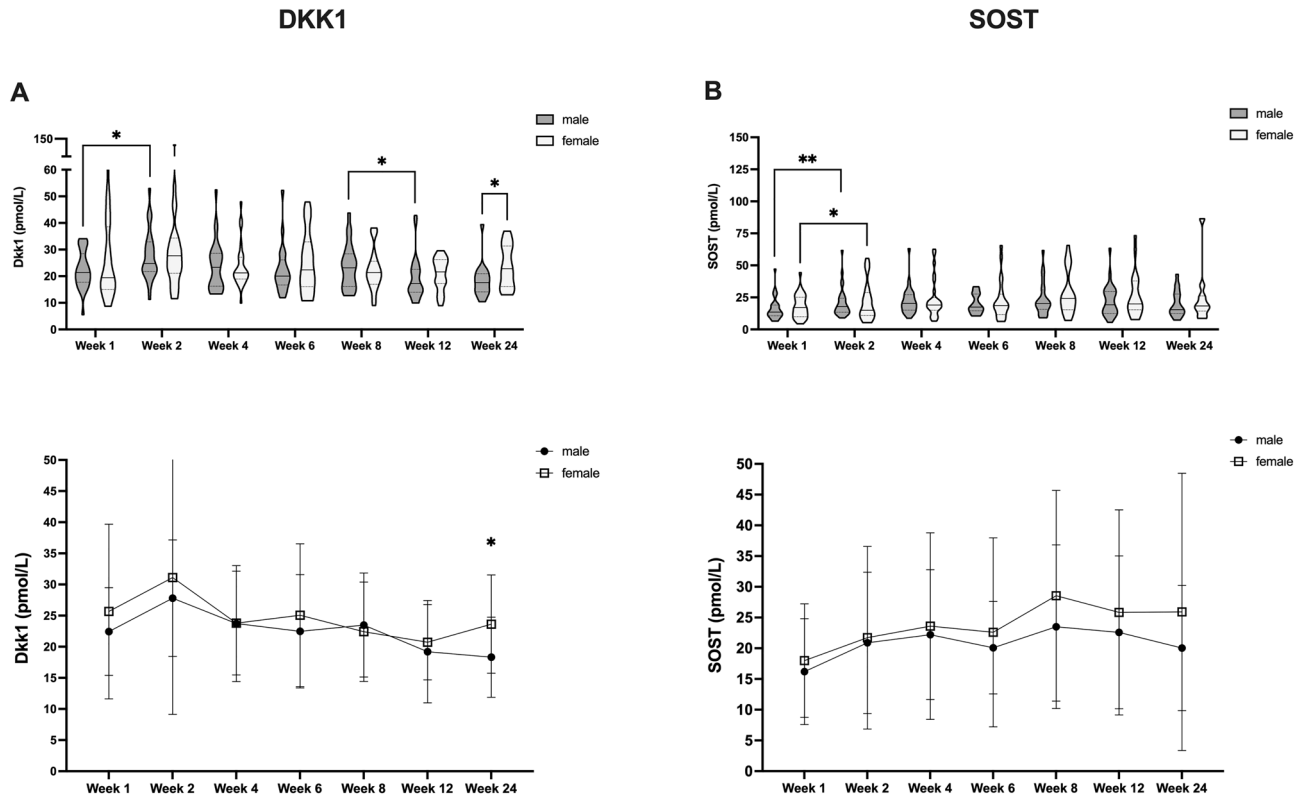 DKK1
SOST
A
male
female
*
*
*
Dkk1 (pmol/L)
150
60
50
40
30
20
10
0
Week 1
Week 2
Week 4
Week 6
Week 8
Week 12
Week 24
B
male
female
**
*
SOST (pmol/L)
150
125
100
75
50
25
0
Week 1
Week 2
Week 4
Week 6
Week 8
Week 12
Week 24
male
female
*
Dkk1 (pmol/L)
50
45
40
35
30
25
20
15
10
5
0
Week 1
Week 2
Week 4
Week 6
Week 8
Week 12
Week 24
male
female
SOST (pmol/L)
50
45
40
35
30
25
20
15
10
5
0
Week 1
Week 2
Week 4
Week 6
Week 8
Week 12
Week 24